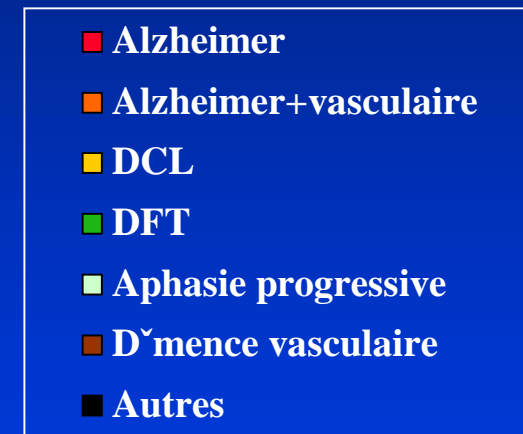 Alzheimer
Alzheimer+vasculaire
DCL
DFT
Aphasie progressive
Dˇmence vasculaire
Autres